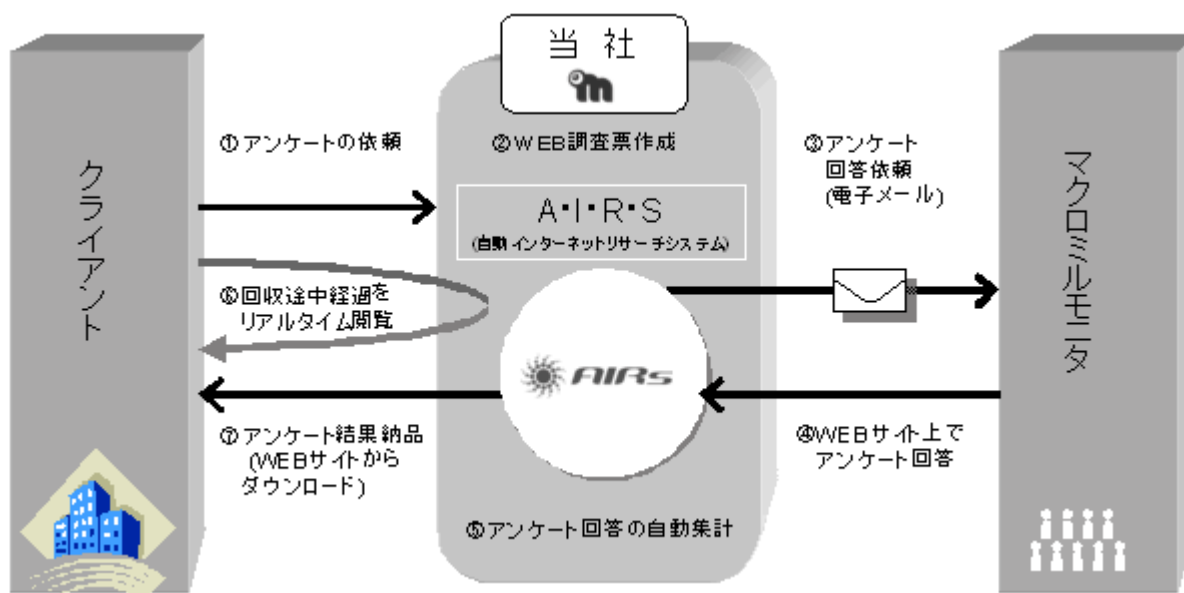 当 社
m
クライアント
①アンケートの依頼
②WEB調査票作成
③アンケート
回答依頼
(電子メール)
マクロミルモニタ
A・I・R・S
(自動インターネットリサーチシステム)
⑥回収途中経過を
リアルタイム閲覧
AIRs
⑦アンケート結果納品
(WEBサイトから
ダウンロード)
④WEBサイト上で
アンケート回答
⑤アンケート回答の自動集計